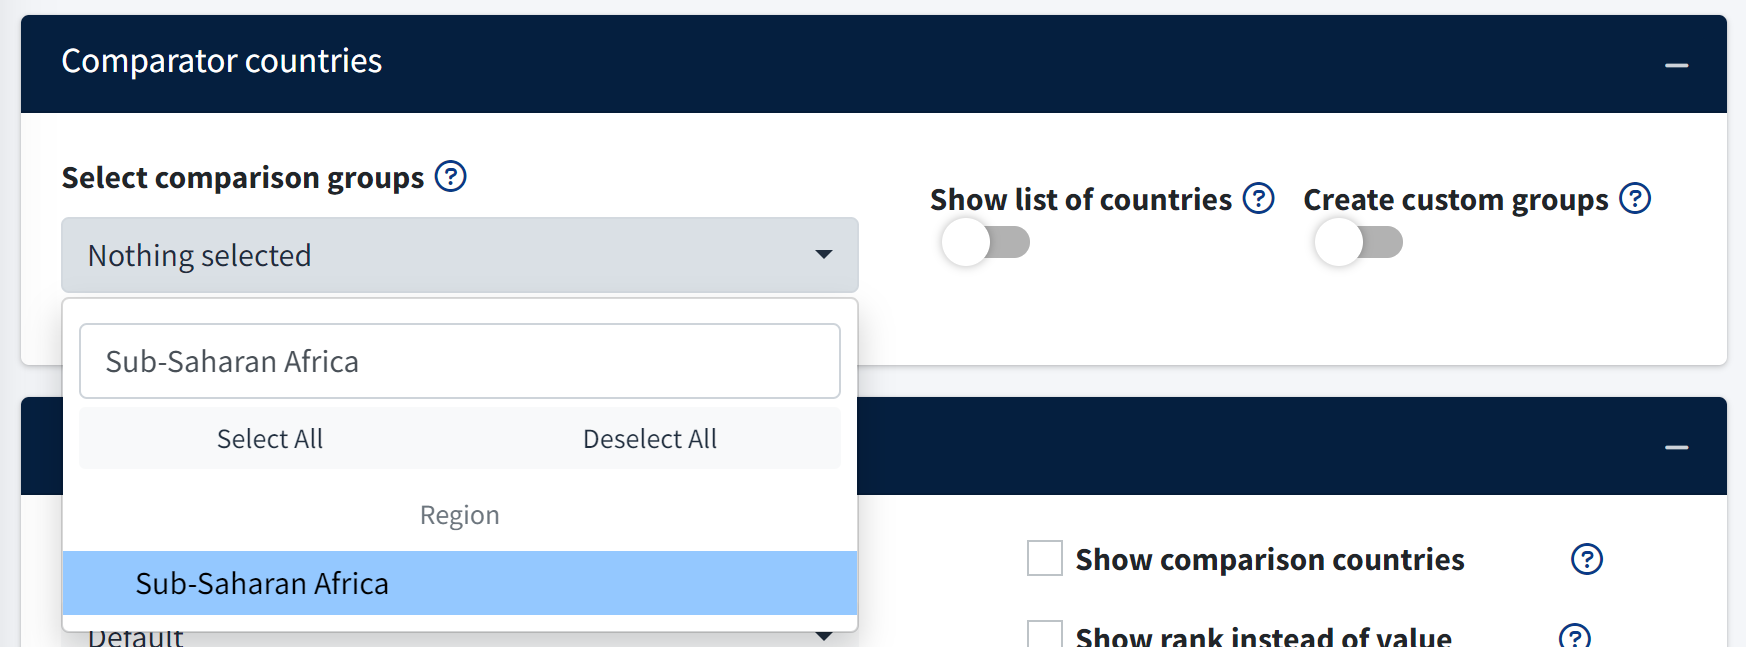 Comparator countries
Select comparison groups
Show list of countries
Create custom groups
Nothing selected
Sub-Saharan Africa
Select All
Deselect All
Region
Sub-Saharan Africa
Show comparison countries
Default
Show rank instead of value